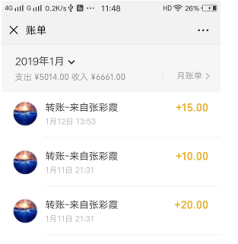 4G 4G 0.2K/s ··· 11:48 HD 26%
× 账单 ···
2019年1月
支出 ¥5014.00 收入 ¥6661.00 月账单 >
转账-来自张彩霞 +15.00
1月12日 13:53
转账-来自张彩霞 +10.00
1月11日 21:31
转账-来自张彩霞 +20.00
1月11日 21:31